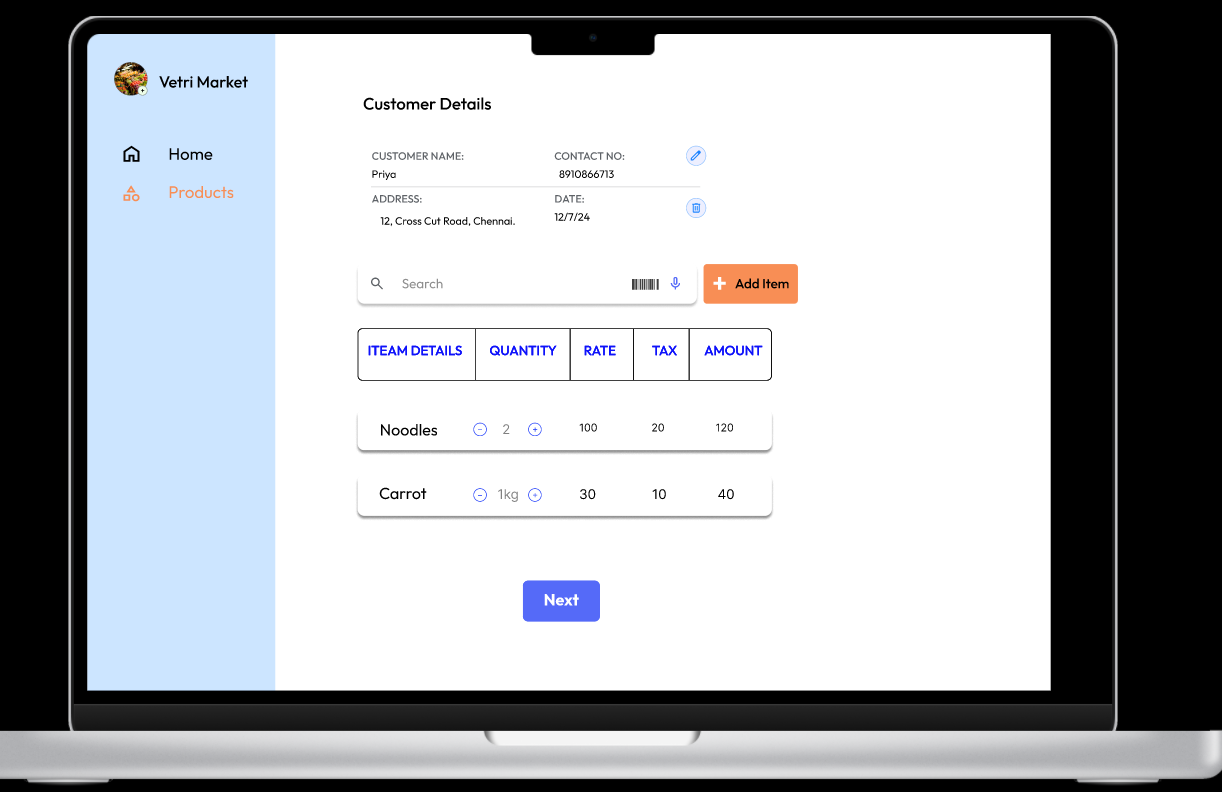 Vetri Market
Home
Products
Customer Details
CUSTOMER NAME: CONTACT NO:
Priya 8910866713
ADDRESS: DATE:
12, Cross Cut Road, Chennai. 12/7/24
Search Add Item
ITEAM DETAILS QUANTITY RATE TAX AMOUNT
Noodles - 2 + 100 20 120
Carrot - 1kg + 30 10 40
Next